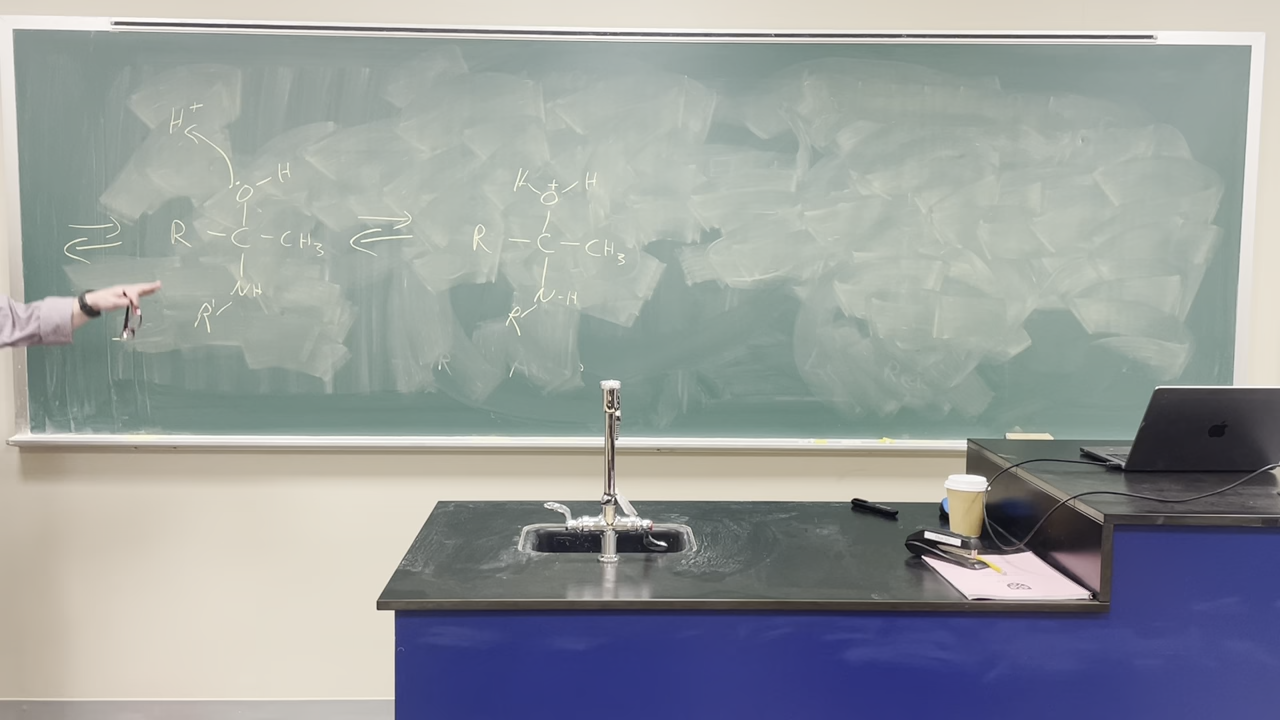 H+
O - H
R - C - CH3
NH
R'
H O+ H
R - C - CH3
N - H
R'